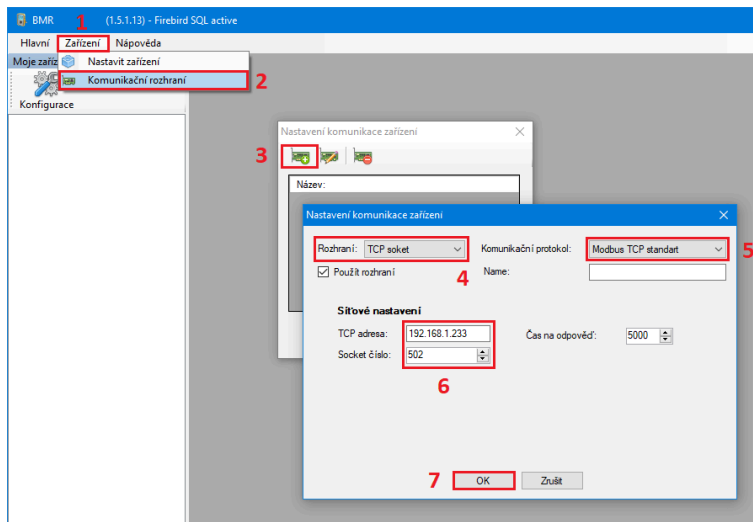 BMR (1.5.1.13) - Firebird SQL active
1
Hlavní Zařízení Nápověda
Moje zaříz
Nastavit zařízení
Komunikační rozhraní
2
Konfigurace
Nastavení komunikace zařízení
3
Název:
Nastavení komunikace zařízení
Rozhraní: TCP soket
Komunikační protokol: Modbus TCP standart
5
4
Použít rozhraní
Name:
Síťové nastavení
TCP adresa: 192.168.1.233
Čas na odpověď: 5000
Socket číslo: 502
6
7
OK
Zrušit